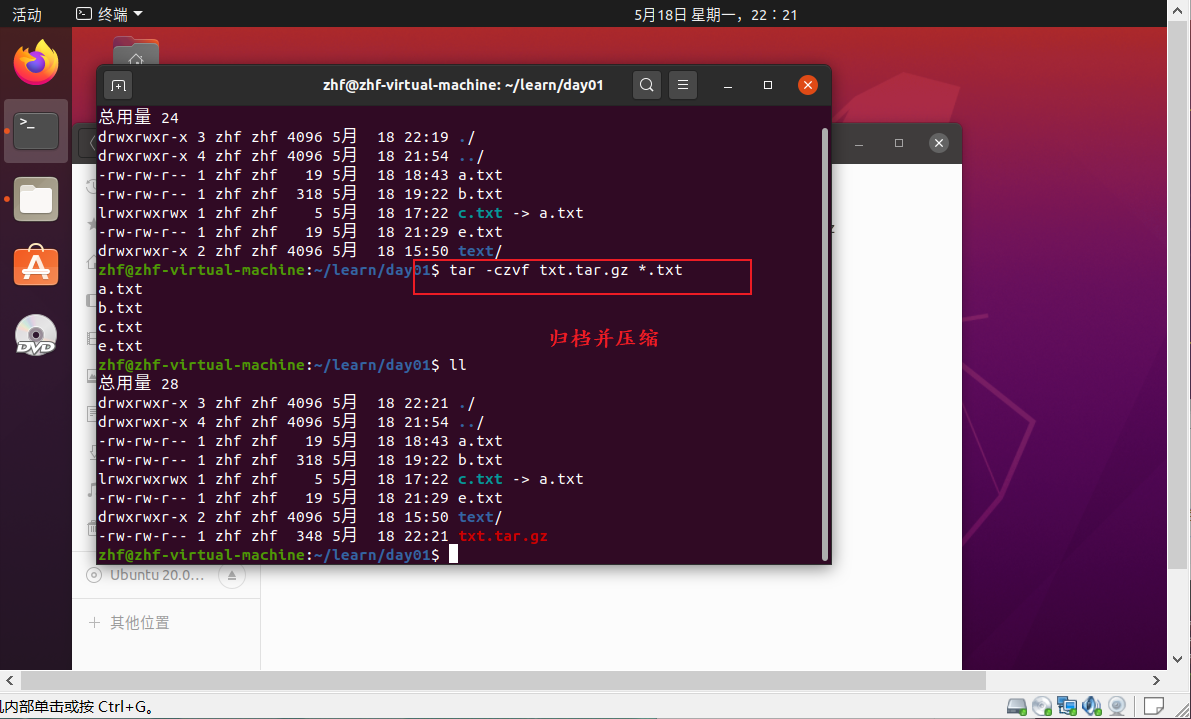 活动
终端
5月18日 星期一，22：21
zhf@zhf-virtual-machine: ~/learn/day01
总用量 24
drwxrwxr-x 3 zhf zhf 4096 5月  18 22:19 ./
drwxrwxr-x 4 zhf zhf 4096 5月  18 21:54 ../
-rw-rw-r-- 1 zhf zhf   19 5月  18 18:43 a.txt
-rw-rw-r-- 1 zhf zhf  318 5月  18 19:22 b.txt
lrwxrwxrwx 1 zhf zhf    5 5月  18 17:22 c.txt -> a.txt
-rw-rw-r-- 1 zhf zhf   19 5月  18 21:29 e.txt
drwxrwxr-x 2 zhf zhf 4096 5月  18 15:50 text/
zhf@zhf-virtual-machine:~/learn/day01$ tar -czvf txt.tar.gz *.txt
a.txt
b.txt
c.txt
e.txt
归档并压缩
zhf@zhf-virtual-machine:~/learn/day01$ ll
总用量 28
drwxrwxr-x 3 zhf zhf 4096 5月  18 22:21 ./
drwxrwxr-x 4 zhf zhf 4096 5月  18 21:54 ../
-rw-rw-r-- 1 zhf zhf   19 5月  18 18:43 a.txt
-rw-rw-r-- 1 zhf zhf  318 5月  18 19:22 b.txt
lrwxrwxrwx 1 zhf zhf    5 5月  18 17:22 c.txt -> a.txt
-rw-rw-r-- 1 zhf zhf   19 5月  18 21:29 e.txt
drwxrwxr-x 2 zhf zhf 4096 5月  18 15:50 text/
-rw-rw-r-- 1 zhf zhf  348 5月  18 22:21 txt.tar.gz
zhf@zhf-virtual-machine:~/learn/day01$
Ubuntu 20.0…
其他位置
内部单击或按 Ctrl+G。
DVD